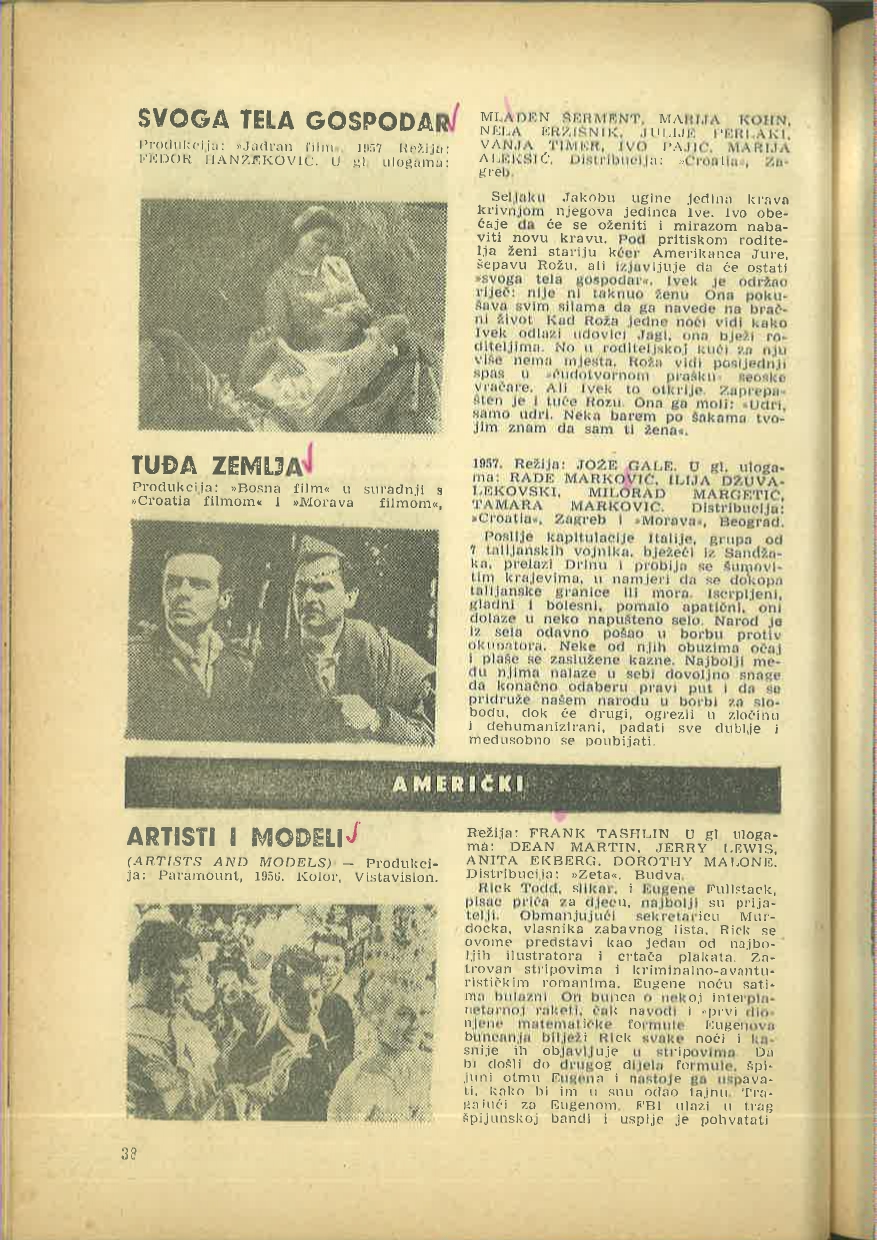 SVOGA TELA GOSPODAR
Produkcija: »Jadran film«, 1957 Režija:
FEDOR HANŽEKOVIĆ. U gl. ulogama:
MLADEN ŠERMENT, MARIJA KOHN,
NELA ERŽIŠNIK, JULIJE PERLAKI,
VANJA TIMER, IVO PAJIĆ, MARIJA
ALEKSIĆ. Distribucija: »Croatia«, Za-
greb.
Seljaku Jakobu ugine jedina krava
krivnjom njegova jedinca Ive. Ivo obe-
ćaje da će se oženiti i mirazom naba-
viti novu kravu. Pod pritiskom rodite-
lja ženi stariju kćer Amerikanca Jure,
šepavu Rožu, ali izjavljuje da će ostati
»svoga tela gospodar«. Ivek je održao
riječ: nije ni taknuo ženu Ona poku-
šava svim silama da ga navede na brač-
ni život Kad Roža jedne noći vidi kako
Ivek odlazi udovici Jagi, ona bježi ro-
diteljima. No u roditeljskoj kući za nju
više nema mjesta. Roža vidi posljednji
spas u »čudotvornom prašku« seoske
vračare. Ali Ivek to otkrije. Zaprepa-
šten je i tuče Rožu. Ona ga moli: »Udri,
samo udri. Neka barem po šakama tvo-
jim znam da sam ti žena«.
TUĐA ZEMLJA
Produkcija: »Bosna film« u suradnji s
»Croatia filmom« i »Morava filmom«,
1957. Režija: JOŽE GALE. U gl. uloga-
ma: RADE MARKOVIĆ, ILIJA DŽUVA-
LEKOVSKI, MILORAD MARGETIĆ,
TAMARA MARKOVIĆ. Distribucija:
»Croatia«, Zagreb i »Morava«, Beograd.
Poslije kapitulacije Italije, grupa od
7 talijanskih vojnika, bježeći iz Sandža-
ka, prelazi Drinu i probija se šumovi-
tim krajevima, u namjeri da se dokopa
talijanske granice ili mora. Iscrpljeni,
gladni i bolesni, pomalo apatični, oni
dolaze u neko napušteno selo. Narod je
iz sela odavno pošao u borbu protiv
okupatora. Neke od njih obuzima očaj
i plaše se zaslužene kazne. Najbolji me-
đu njima nalaze u sebi dovoljno snage
da konačno odaberu pravi put i da se
pridruže našem narodu u borbi za slo-
bodu, dok će drugi, ogrezli u zločinu
i dehumanizirani, padati sve dublje i
međusobno se poubijati.
AMERIČKI
ARTISTI I MODELI
(ARTISTS AND MODELS) — Produkci-
ja: Paramount, 1956. Kolor, Vistavision.
Režija: FRANK TASHLIN U gl uloga-
ma: DEAN MARTIN, JERRY LEWIS,
ANITA EKBERG, DOROTHY MALONE.
Distribucija: »Zeta«. Budva.
Rick Todd, slikar, i Eugene Fullstack,
pisac priča za djecu, najbolji su prija-
telji. Obmanjujući sekretaricu Mur-
docka, vlasnika zabavnog lista, Rick se
ovome predstavi kao jedan od najbo-
ljih ilustratora i crtača plakata. Za-
trovan stripovima i kriminalno-avantu-
rističkim romanima, Eugene noću sati-
ma bulazni On bunca o nekoj interpla-
netarnoj raketi, čak navodi i »prvi dio«
njene matematičke formule Eugenova
buncanja bilježi Rick svake noći i ka-
snije ih objavljuje u stripovima. Da
bi došli do drugog dijela formule, špi-
juni otmu Eugena i nastoje ga uspava-
ti, kako bi im u snu odao tajnu. Tra-
gajući za Eugenom, FBI ulazi u trag
špijunskoj bandi i uspije je pohvatati
38